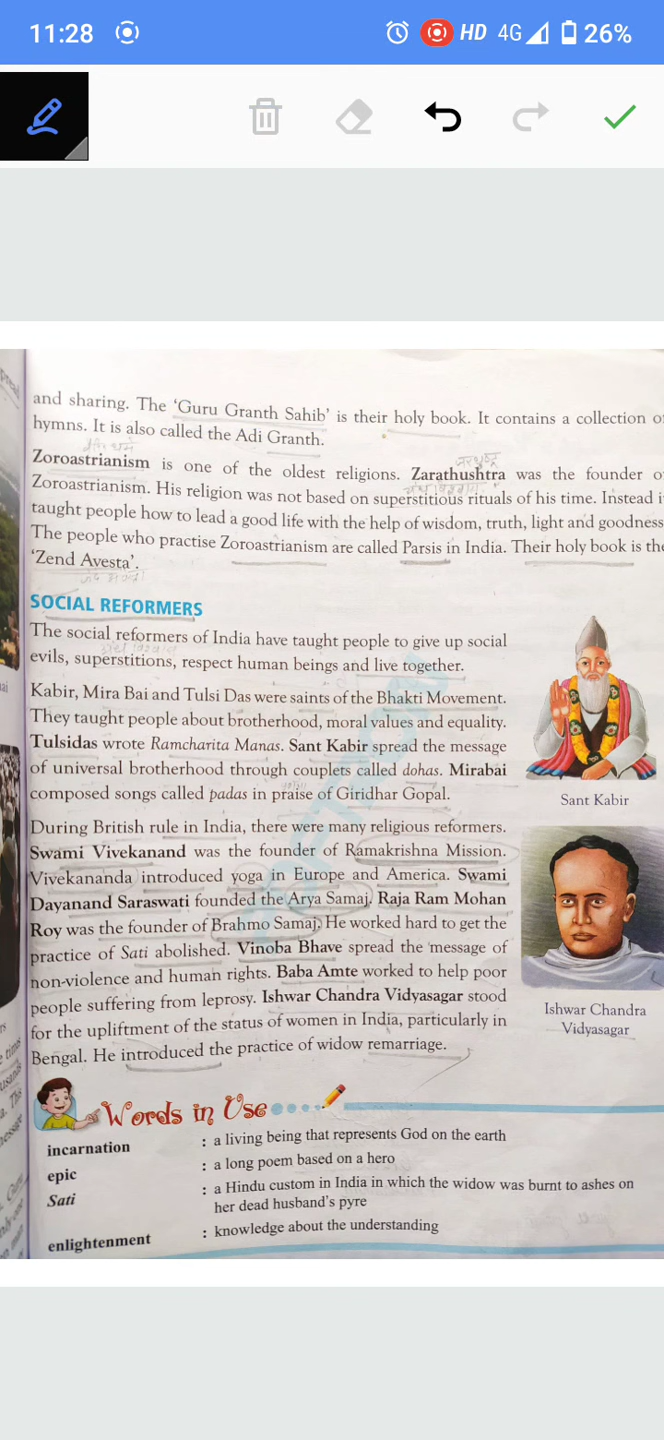 11:28
HD 4G 26%
and sharing. The ‘Guru Granth Sahib’ is their holy book. It contains a collection
hymns. It is also called the Adi Granth.
Zoroastrianism is one of the oldest religions. Zarathushtra was the founder
Zoroastrianism. His religion was not based on superstitious rituals of his time. Instead
taught people how to lead a good life with the help of wisdom, truth, light and goodness
The people who practise Zoroastrianism are called Parsis in India. Their holy book is the
‘Zend Avesta’.
SOCIAL REFORMERS
The social reformers of India have taught people to give up social
evils, superstitions, respect human beings and live together.
Kabir, Mira Bai and Tulsi Das were saints of the Bhakti Movement.
They taught people about brotherhood, moral values and equality.
Tulsidas wrote Ramcharita Manas. Sant Kabir spread the message
of universal brotherhood through couplets called dohas. Mirabai
composed songs called padas in praise of Giridhar Gopal.
Sant Kabir
During British rule in India, there were many religious reformers.
Swami Vivekanand was the founder of Ramakrishna Mission.
Vivekananda introduced yoga in Europe and America. Swami
Dayanand Saraswati founded the Arya Samaj. Raja Ram Mohan
Roy was the founder of Brahmo Samaj. He worked hard to get the
practice of Sati abolished. Vinoba Bhave spread the message of
non-violence and human rights. Baba Amte worked to help poor
people suffering from leprosy. Ishwar Chandra Vidyasagar stood
for the upliftment of the status of women in India, particularly in
Bengal. He introduced the practice of widow remarriage.
Ishwar Chandra
Vidyasagar
Words in Use
incarnation : a living being that represents God on the earth
epic : a long poem based on a hero
Sati : a Hindu custom in India in which the widow was burnt to ashes on
her dead husband’s pyre
enlightenment : knowledge about the understanding